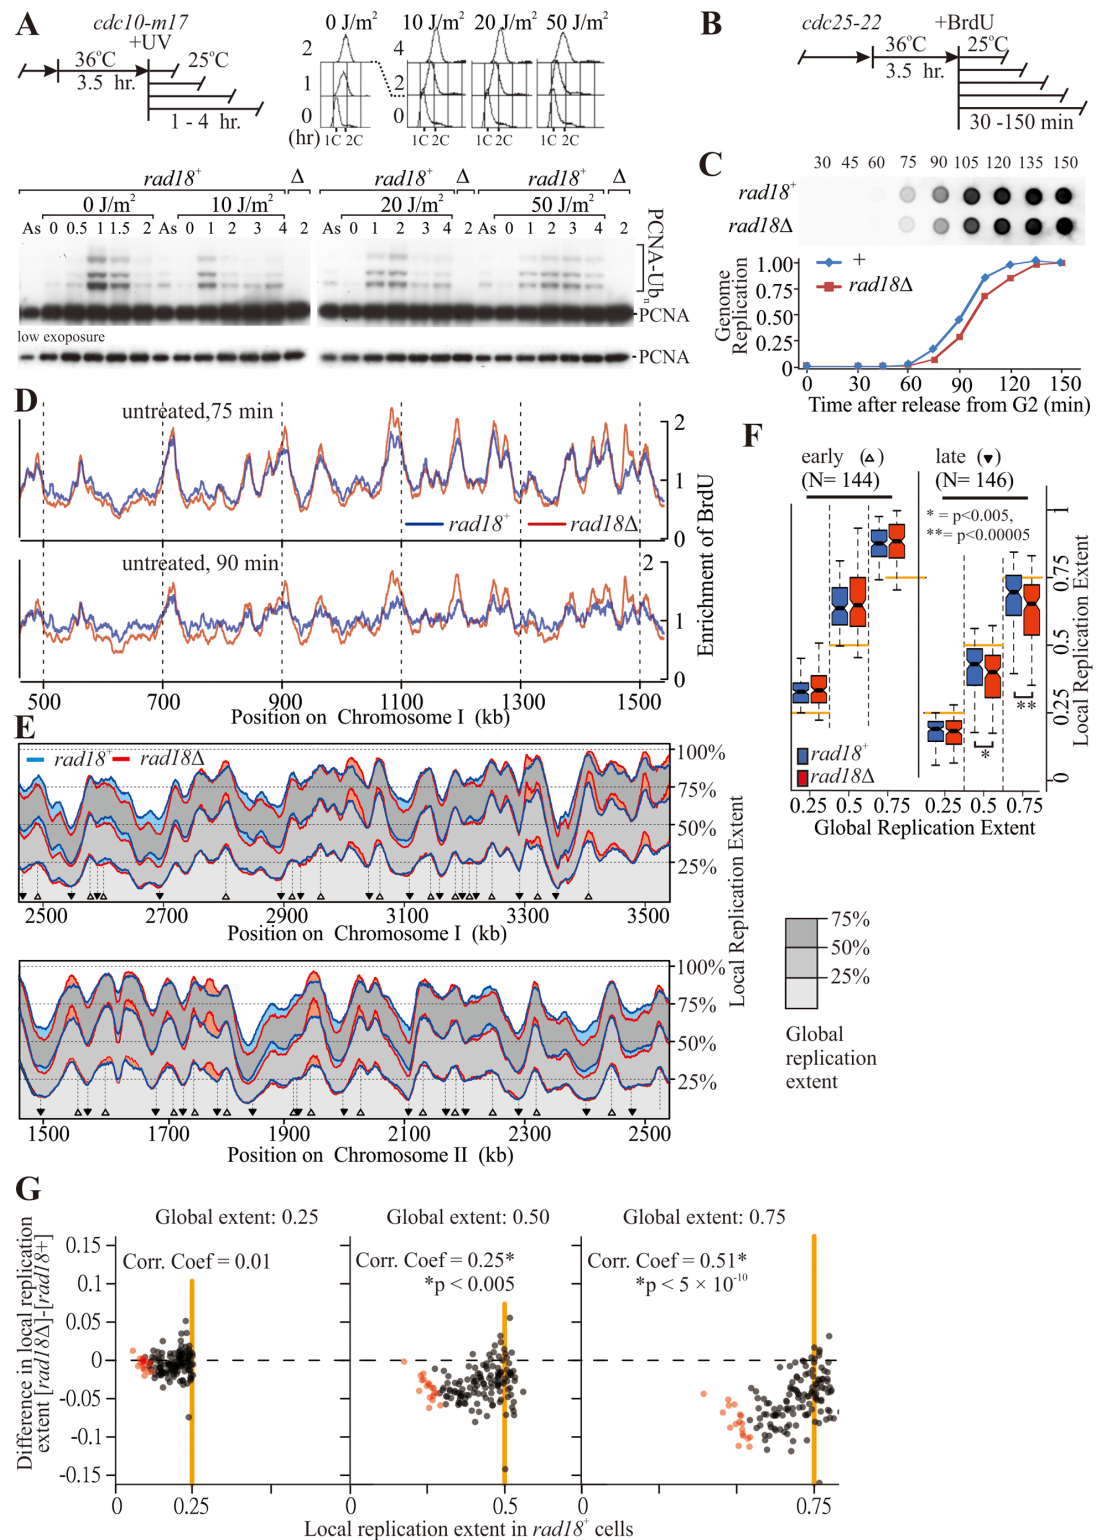 A
cdc10-m17
+UV
36°C
25°C
3.5 hr.
1 - 4 hr.
0 J/m²
10 J/m²
20 J/m²
50 J/m²
2
1
0
(hr)
4
2
0
1C 2C
1C 2C
1C 2C
1C 2C
rad18⁺
Δ
rad18⁺
Δ
rad18⁺
Δ
0 J/m²
10 J/m²
20 J/m²
50 J/m²
As 0 0.5 1 1.5 2 As 0 1 2 3 4 2
As 0 1 2 3 4 2 As 0 1 2 3 4 2
PCNA-Ubn
PCNA
low exoposure
PCNA
B
cdc25-22
+BrdU
36°C
25°C
3.5 hr.
30 -150 min
C
30 45 60 75 90 105 120 135 150
rad18⁺
rad18Δ
+
rad18Δ
Genome
Replication
1.00
0.75
0.50
0.25
0
0 30 60 90 120 150
Time after release from G2 (min)
D
untreated,75 min
2
1
0
rad18⁺
rad18Δ
untreated, 90 min
2
1
0
Enrichment of BrdU
500 700 900 1100 1300 1500
Position on Chromosome I (kb)
E
rad18⁺ rad18Δ
100%
75%
50%
25%
2500 2700 2900 3100 3300 3500
Position on Chromosome I (kb)
100%
75%
50%
25%
1500 1700 1900 2100 2300 2500
Position on Chromosome II (kb)
Local Replication Extent
75%
50%
25%
Global
replication
extent
F
early (▵)
(N= 144)
late (▾)
(N= 146)
* = p<0.005,
**= p<0.00005
*
**
rad18⁺
rad18Δ
1
0.75
0.5
0.25
0
Local Replication Extent
0.25 0.5 0.75 0.25 0.5 0.75
Global Replication Extent
G
Global extent: 0.25
Global extent: 0.50
Global extent: 0.75
Corr. Coef = 0.01
Corr. Coef = 0.25*
*p < 0.005
Corr. Coef = 0.51*
*p < 5 × 10⁻¹⁰
Difference in local replication
extent [rad18Δ]-[rad18+]
0.15
0.1
0.05
0
-0.05
-0.1
-0.15
0 0.25 0 0.5 0 0.75
Local replication extent in rad18⁺ cells